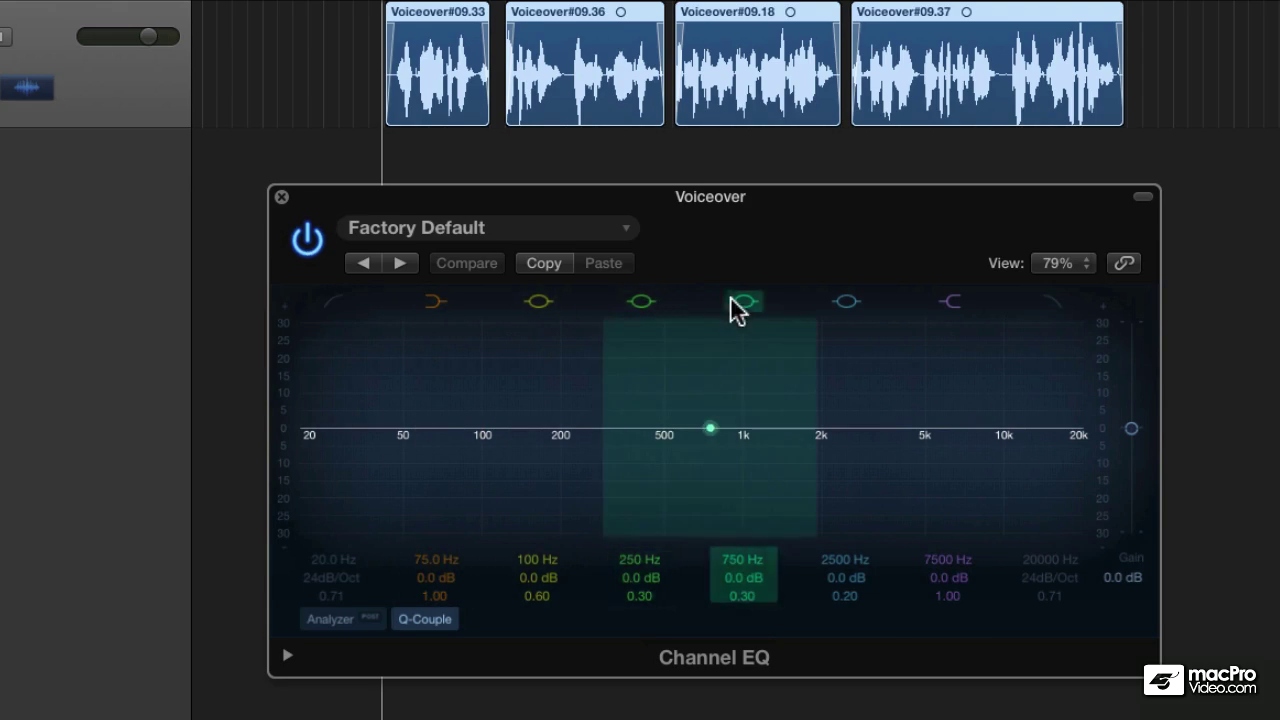 Voiceover#09.33 Voiceover#09.36 Voiceover#09.18 Voiceover#09.37
Voiceover
Factory Default
Compare Copy Paste View: 79%
30 30
25 25
20 20
15 15
10 10
5 5
0 0
20 50 100 200 500 1k 2k 5k 10k 20k
5 5
10 10
15 15
20 20
25 25
30 30
20.0 Hz 75.0 Hz 100 Hz 250 Hz 750 Hz 2500 Hz 7500 Hz 20000 Hz Gain
24dB/Oct 0.0 dB 0.0 dB 0.0 dB 0.0 dB 0.0 dB 0.0 dB 24dB/Oct 0.0 dB
0.71 1.00 0.60 0.30 0.30 0.20 1.00 0.71
Analyzer POST Q-Couple
Channel EQ
macPro
Video.com